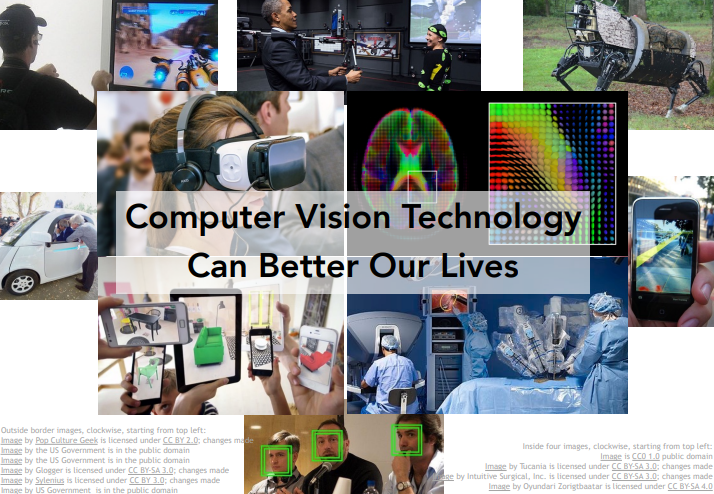 Computer Vision Technology
Can Better Our Lives
Outside border images, clockwise, starting from top left:
Image by Pop Culture Geek is licensed under CC BY 2.0; changes made
Image by the US Government is in the public domain
Image by the US Government is in the public domain
Image by Glogger is licensed under CC BY-SA 3.0; changes made
Image by Sylenius is licensed under CC BY 3.0; changes made
Image by the US Government is in the public domain
Inside four images, clockwise, starting from top left:
Image is CC0 1.0 public domain
Image by Tucania is licensed under CC BY-SA 3.0; changes made
Image by Intuitive Surgical, Inc. is licensed under CC BY-SA 3.0; changes made
Image by Oyundari Zorigtbaatar is licensed under CC BY-SA 4.0